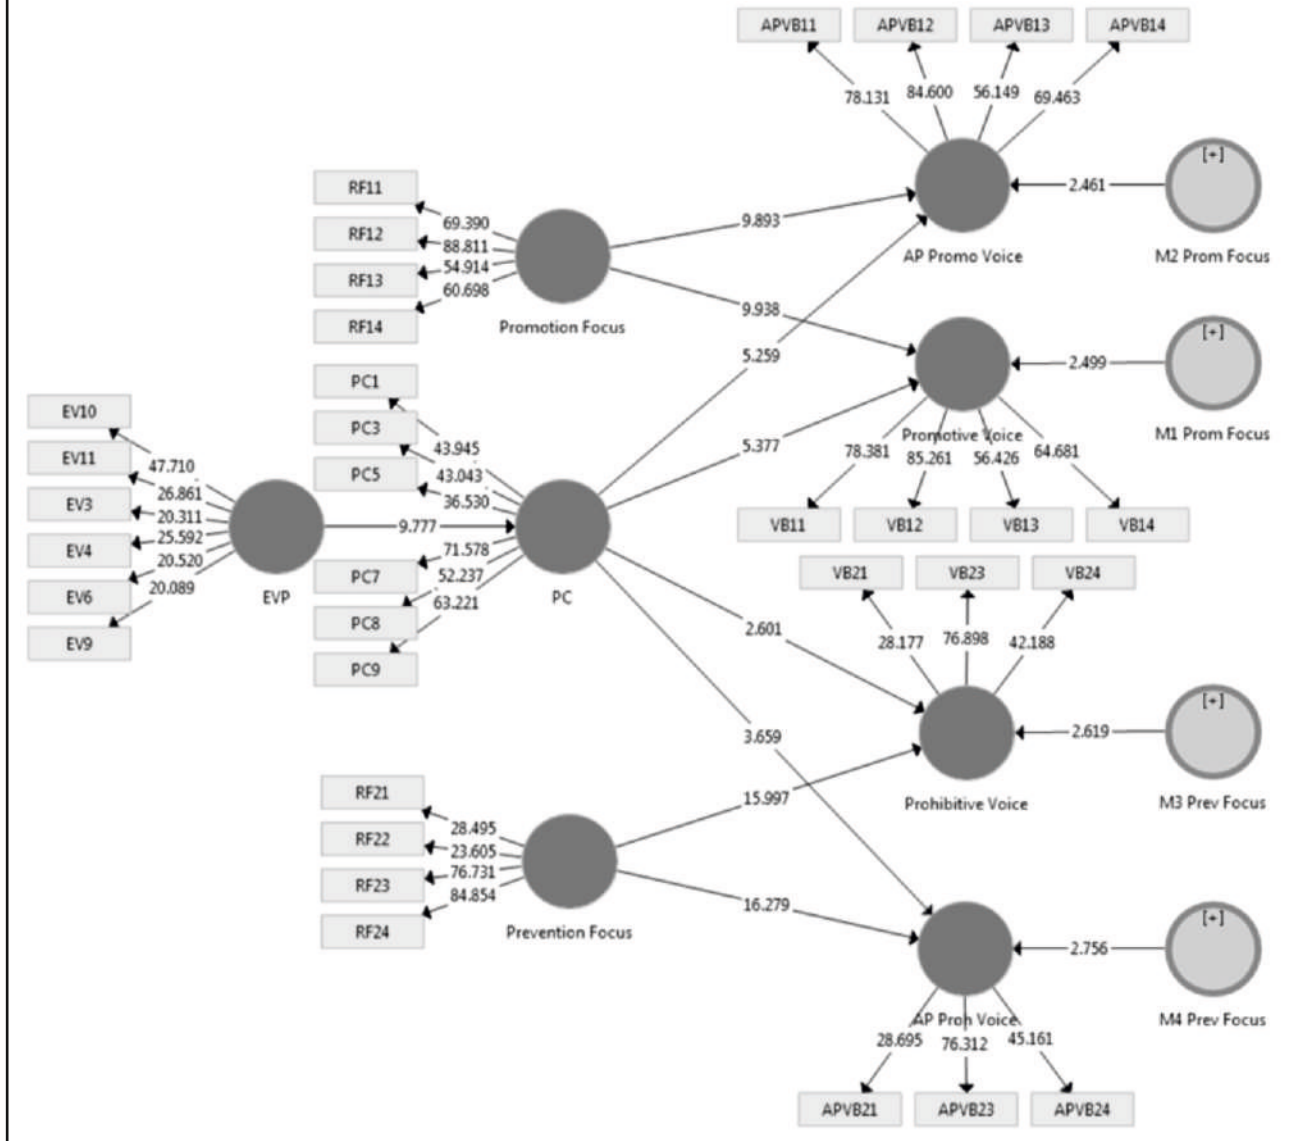 APVB11 APVB12 APVB13 APVB14
78.131 84.600 56.149 69.463
[+]
2.461
AP Promo Voice
M2 Prom Focus
RF11
RF12
RF13
RF14
69.390
88.811
54.914
60.698
Promotion Focus
9.893
9.938
5.259
5.377
[+]
2.499
Promotive Voice
M1 Prom Focus
78.381 85.261 56.426 64.681
VB11 VB12 VB13 VB14
PC1
PC3
PC5
43.945
43.043
36.530
EV10
EV11
EV3
EV4
EV6
EV9
47.710
26.861
20.311
25.592
20.520
20.089
EVP
9.777
PC
PC7
PC8
PC9
71.578
52.237
63.221
2.601
3.659
VB21 VB23 VB24
28.177 76.898 42.188
[+]
2.619
Prohibitive Voice
M3 Prev Focus
RF21
RF22
RF23
RF24
28.495
23.605
76.731
84.854
Prevention Focus
15.997
16.279
[+]
2.756
AP Proh Voice
M4 Prev Focus
28.695 76.312 45.161
APVB21 APVB23 APVB24